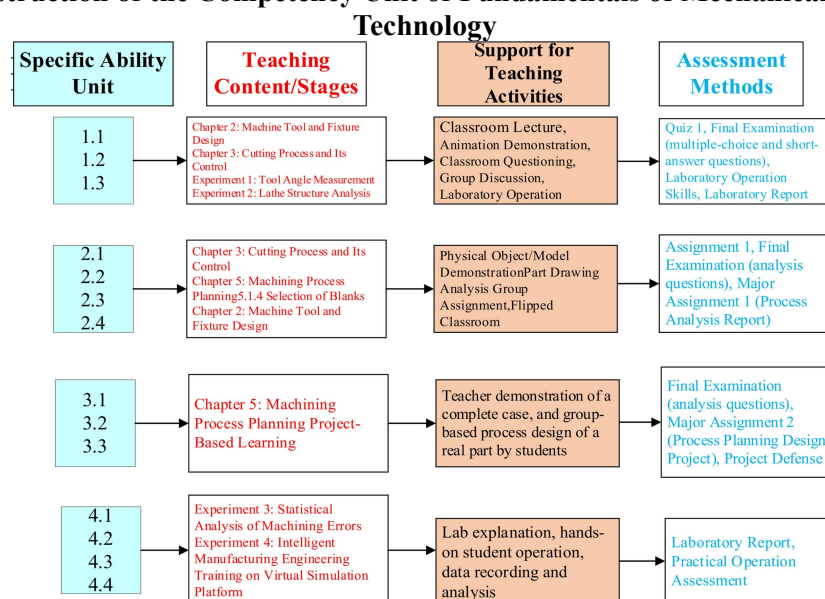 struction of the Competency Unit of Fundamentals of Mechanical
Technology
Specific Ability
Unit
Teaching
Content/Stages
Support for
Teaching
Activities
Assessment
Methods
1.1
1.2
1.3
Chapter 2: Machine Tool and Fixture
Design
Chapter 3: Cutting Process and Its
Control
Experiment 1: Tool Angle Measurement
Experiment 2: Lathe Structure Analysis
Classroom Lecture,
Animation Demonstration,
Classroom Questioning,
Group Discussion,
Laboratory Operation
Quiz 1, Final Examination
(multiple-choice and short-
answer questions),
Laboratory Operation
Skills, Laboratory Report
2.1
2.2
2.3
2.4
Chapter 3: Cutting Process and Its
Control
Chapter 5: Machining Process
Planning5.1.4 Selection of Blanks
Chapter 2: Machine Tool and
Fixture Design
Physical Object/Model
DemonstrationPart Drawing
Analysis Group
Assignment,Flipped
Classroom
Assignment 1, Final
Examination (analysis
questions), Major
Assignment 1 (Process
Analysis Report)
3.1
3.2
3.3
Chapter 5: Machining
Process Planning Project-
Based Learning
Teacher demonstration of a
complete case, and group-
based process design of a
real part by students
Final Examination
(analysis questions),
Major Assignment 2
(Process Planning Design
Project), Project Defense
4.1
4.2
4.3
4.4
Experiment 3: Statistical
Analysis of Machining Errors
Experiment 4: Intelligent
Manufacturing Engineering
Training on Virtual Simulation
Platform
Lab explanation, hands-
on student operation,
data recording and
analysis
Laboratory Report,
Practical Operation
Assessment